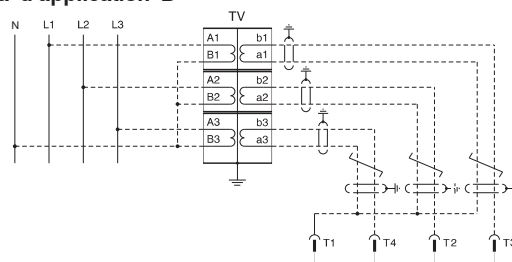 d'application B
TV
N L1 L2 L3
A1 b1
B1 a1
A2 b2
B2 a2
A3 b3
B3 a3
T1 T4 T2 T3